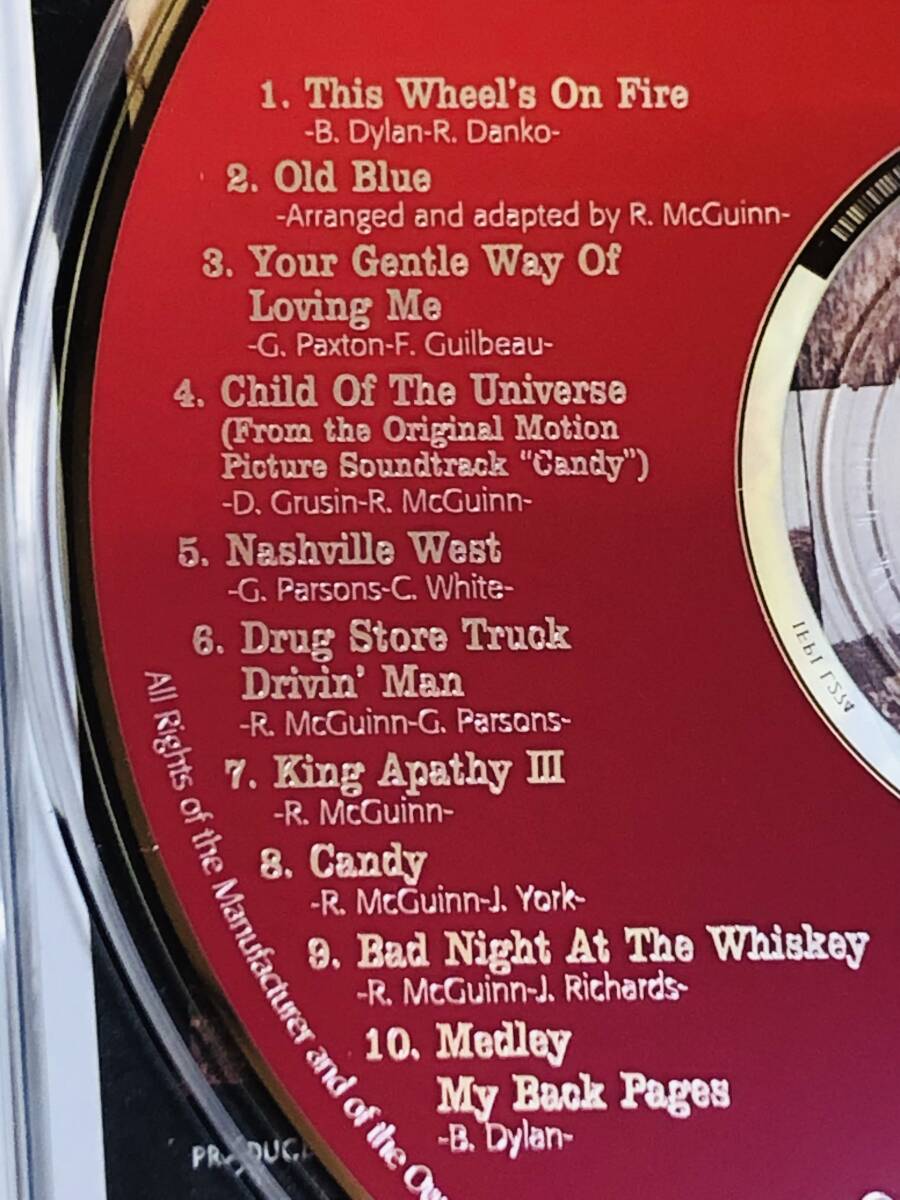 1. This Wheel's On Fire
-B. Dylan-R. Danko-
2. Old Blue
-Arranged and adapted by R. McGuinn-
3. Your Gentle Way Of
Loving Me
-G. Paxton-F. Guilbeau-
4. Child Of The Universe
(From the Original Motion
Picture Soundtrack "Candy")
-D. Grusin-R. McGuinn-
5. Nashville West
-G. Parsons-C. White-
6. Drug Store Truck
Drivin' Man
-R. McGuinn-G. Parsons-
7. King Apathy III
-R. McGuinn-
8. Candy
-R. McGuinn-J. York-
9. Bad Night At The Whiskey
-R. McGuinn-J. Richards-
10. Medley
My Back Pages
-B. Dylan-
All Rights of the Manufacturer and of the